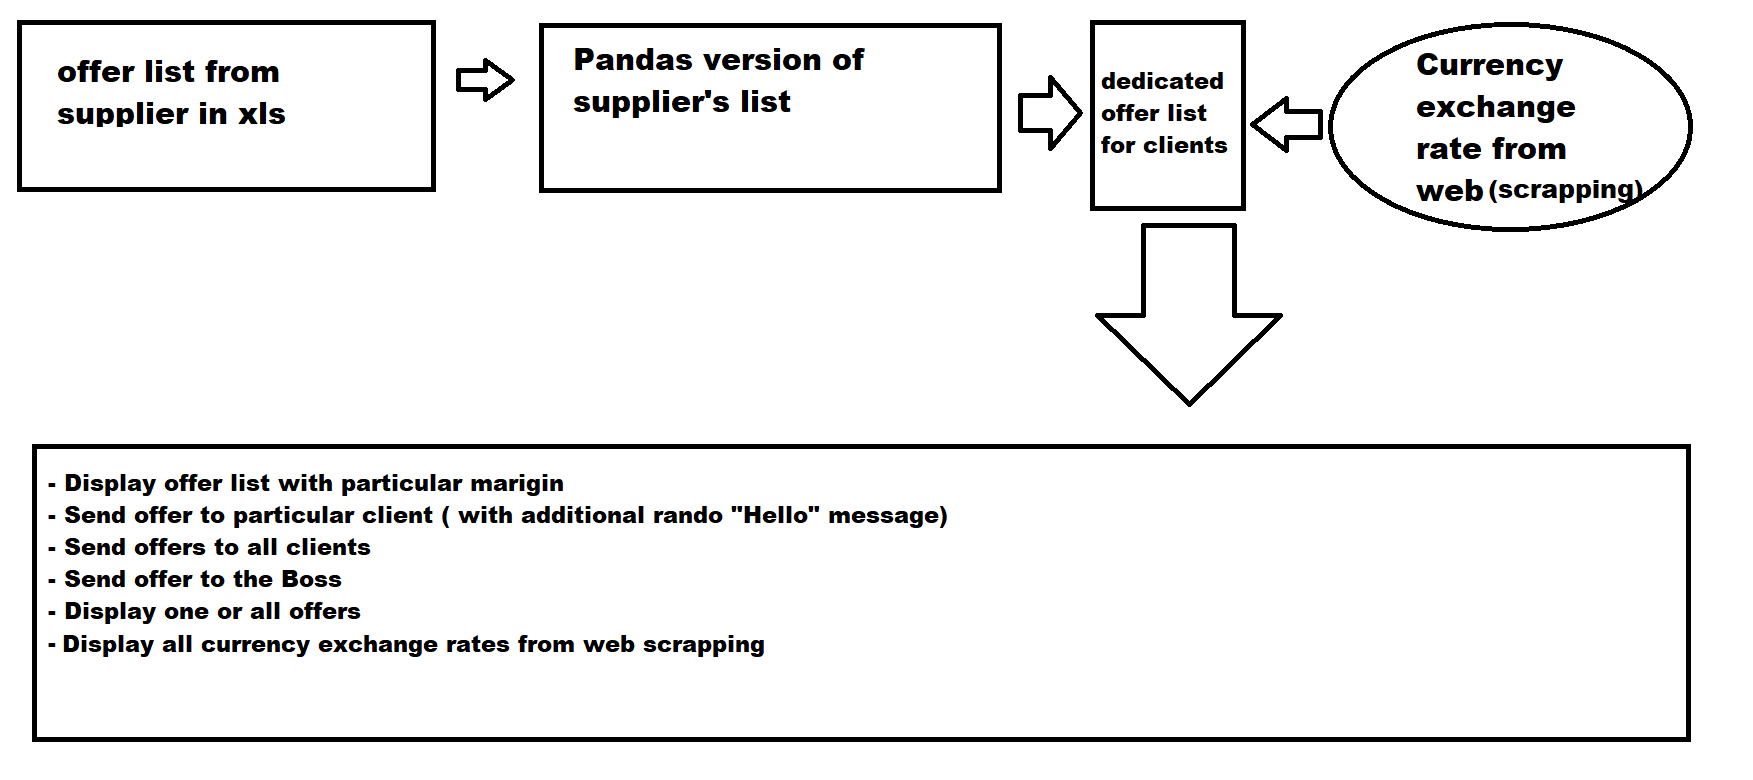 offer list from
supplier in xls
Pandas version of
supplier's list
dedicated
offer list
for clients
Currency
exchange
rate from
web (scrapping)
- Display offer list with particular marigin
- Send offer to particular client ( with additional rando "Hello" message)
- Send offers to all clients
- Send offer to the Boss
- Display one or all offers
- Display all currency exchange rates from web scrapping